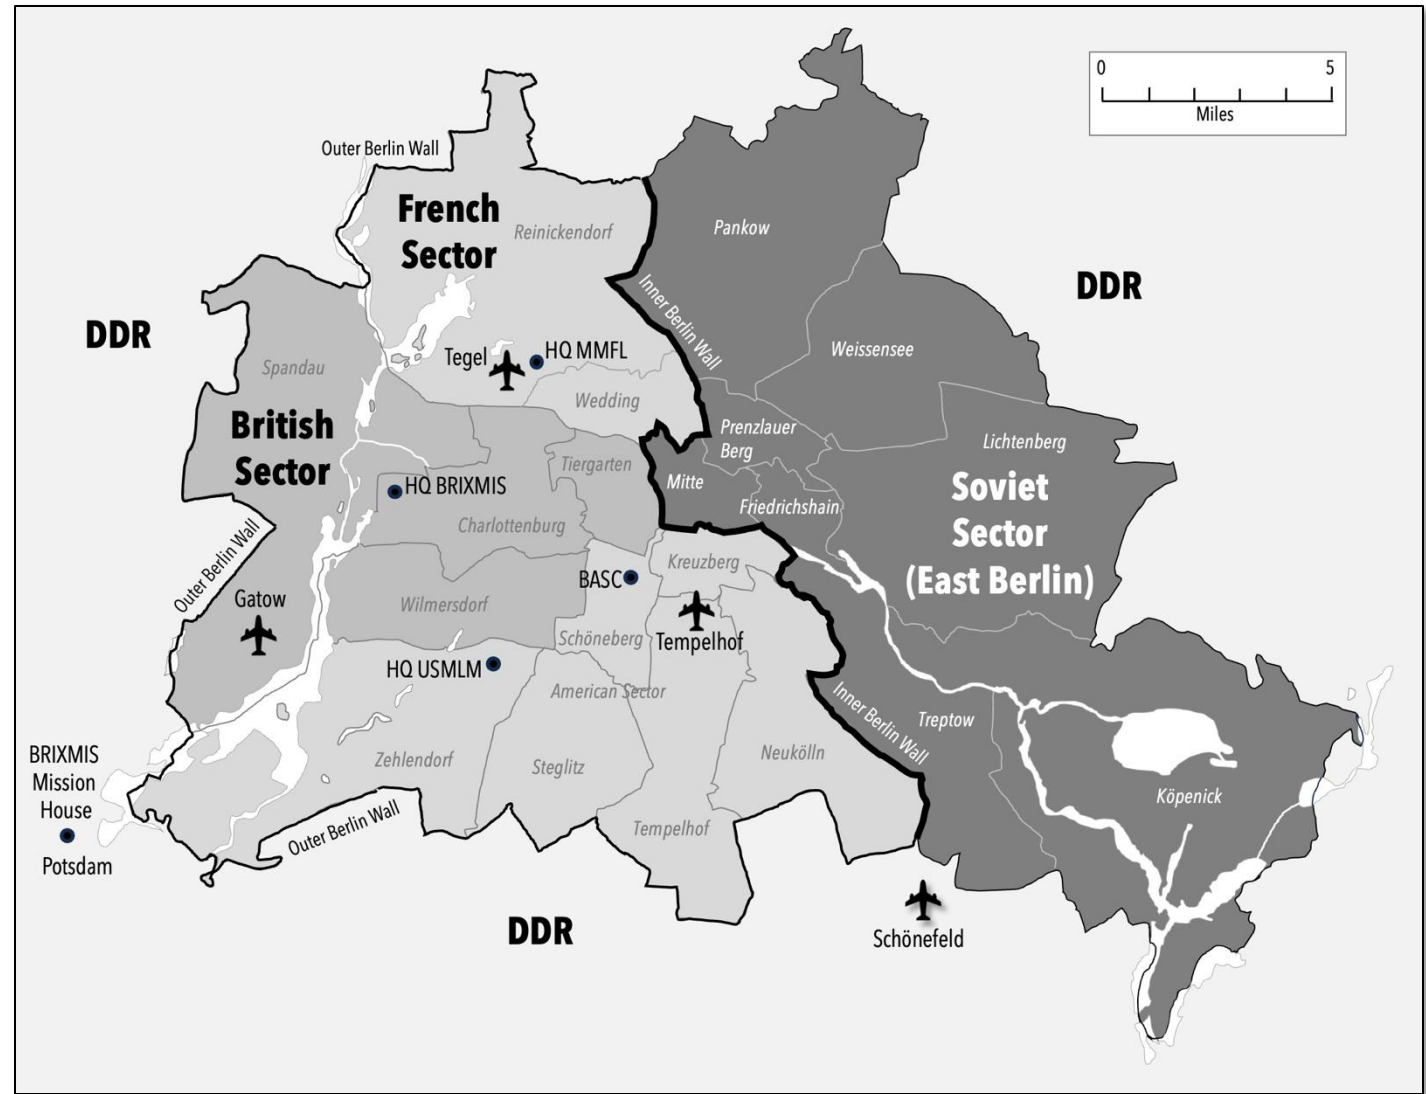 0 5
Miles
Outer Berlin Wall
French
Sector
Reinickendorf
Pankow
DDR
Inner Berlin Wall
DDR
Tegel
HQ MMFL
Weissensee
Spandau
Wedding
British
Sector
Prenzlauer
Berg
Lichtenberg
Tiergarten
Mitte
HQ BRIXMIS
Soviet
Sector
(East Berlin)
Friedrichshain
Charlottenburg
Outer Berlin Wall
Kreuzberg
BASC
Gatow
Wilmersdorf
Schöneberg
Tempelhof
HQ USMLM
American Sector
Inner Berlin Wall
Treptow
Zehlendorf
Steglitz
Neukölln
BRIXMIS
Mission
House
Potsdam
Köpenick
Outer Berlin Wall
Tempelhof
DDR
Schönefeld